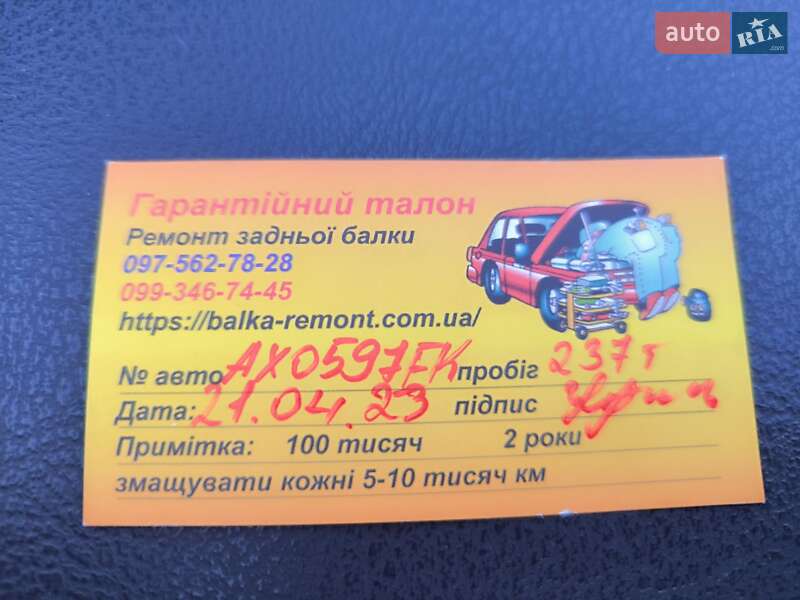 auto RIA.com
Гарантійний талон
Ремонт задньої балки
097-562-78-28
099-346-74-45
https://balka-remont.com.ua/
№ авто АХ0597ЕК пробіг 237т
Дата: 21.04.23 підпис
Примітка: 100 тисяч 2 роки
змащувати кожні 5-10 тисяч км